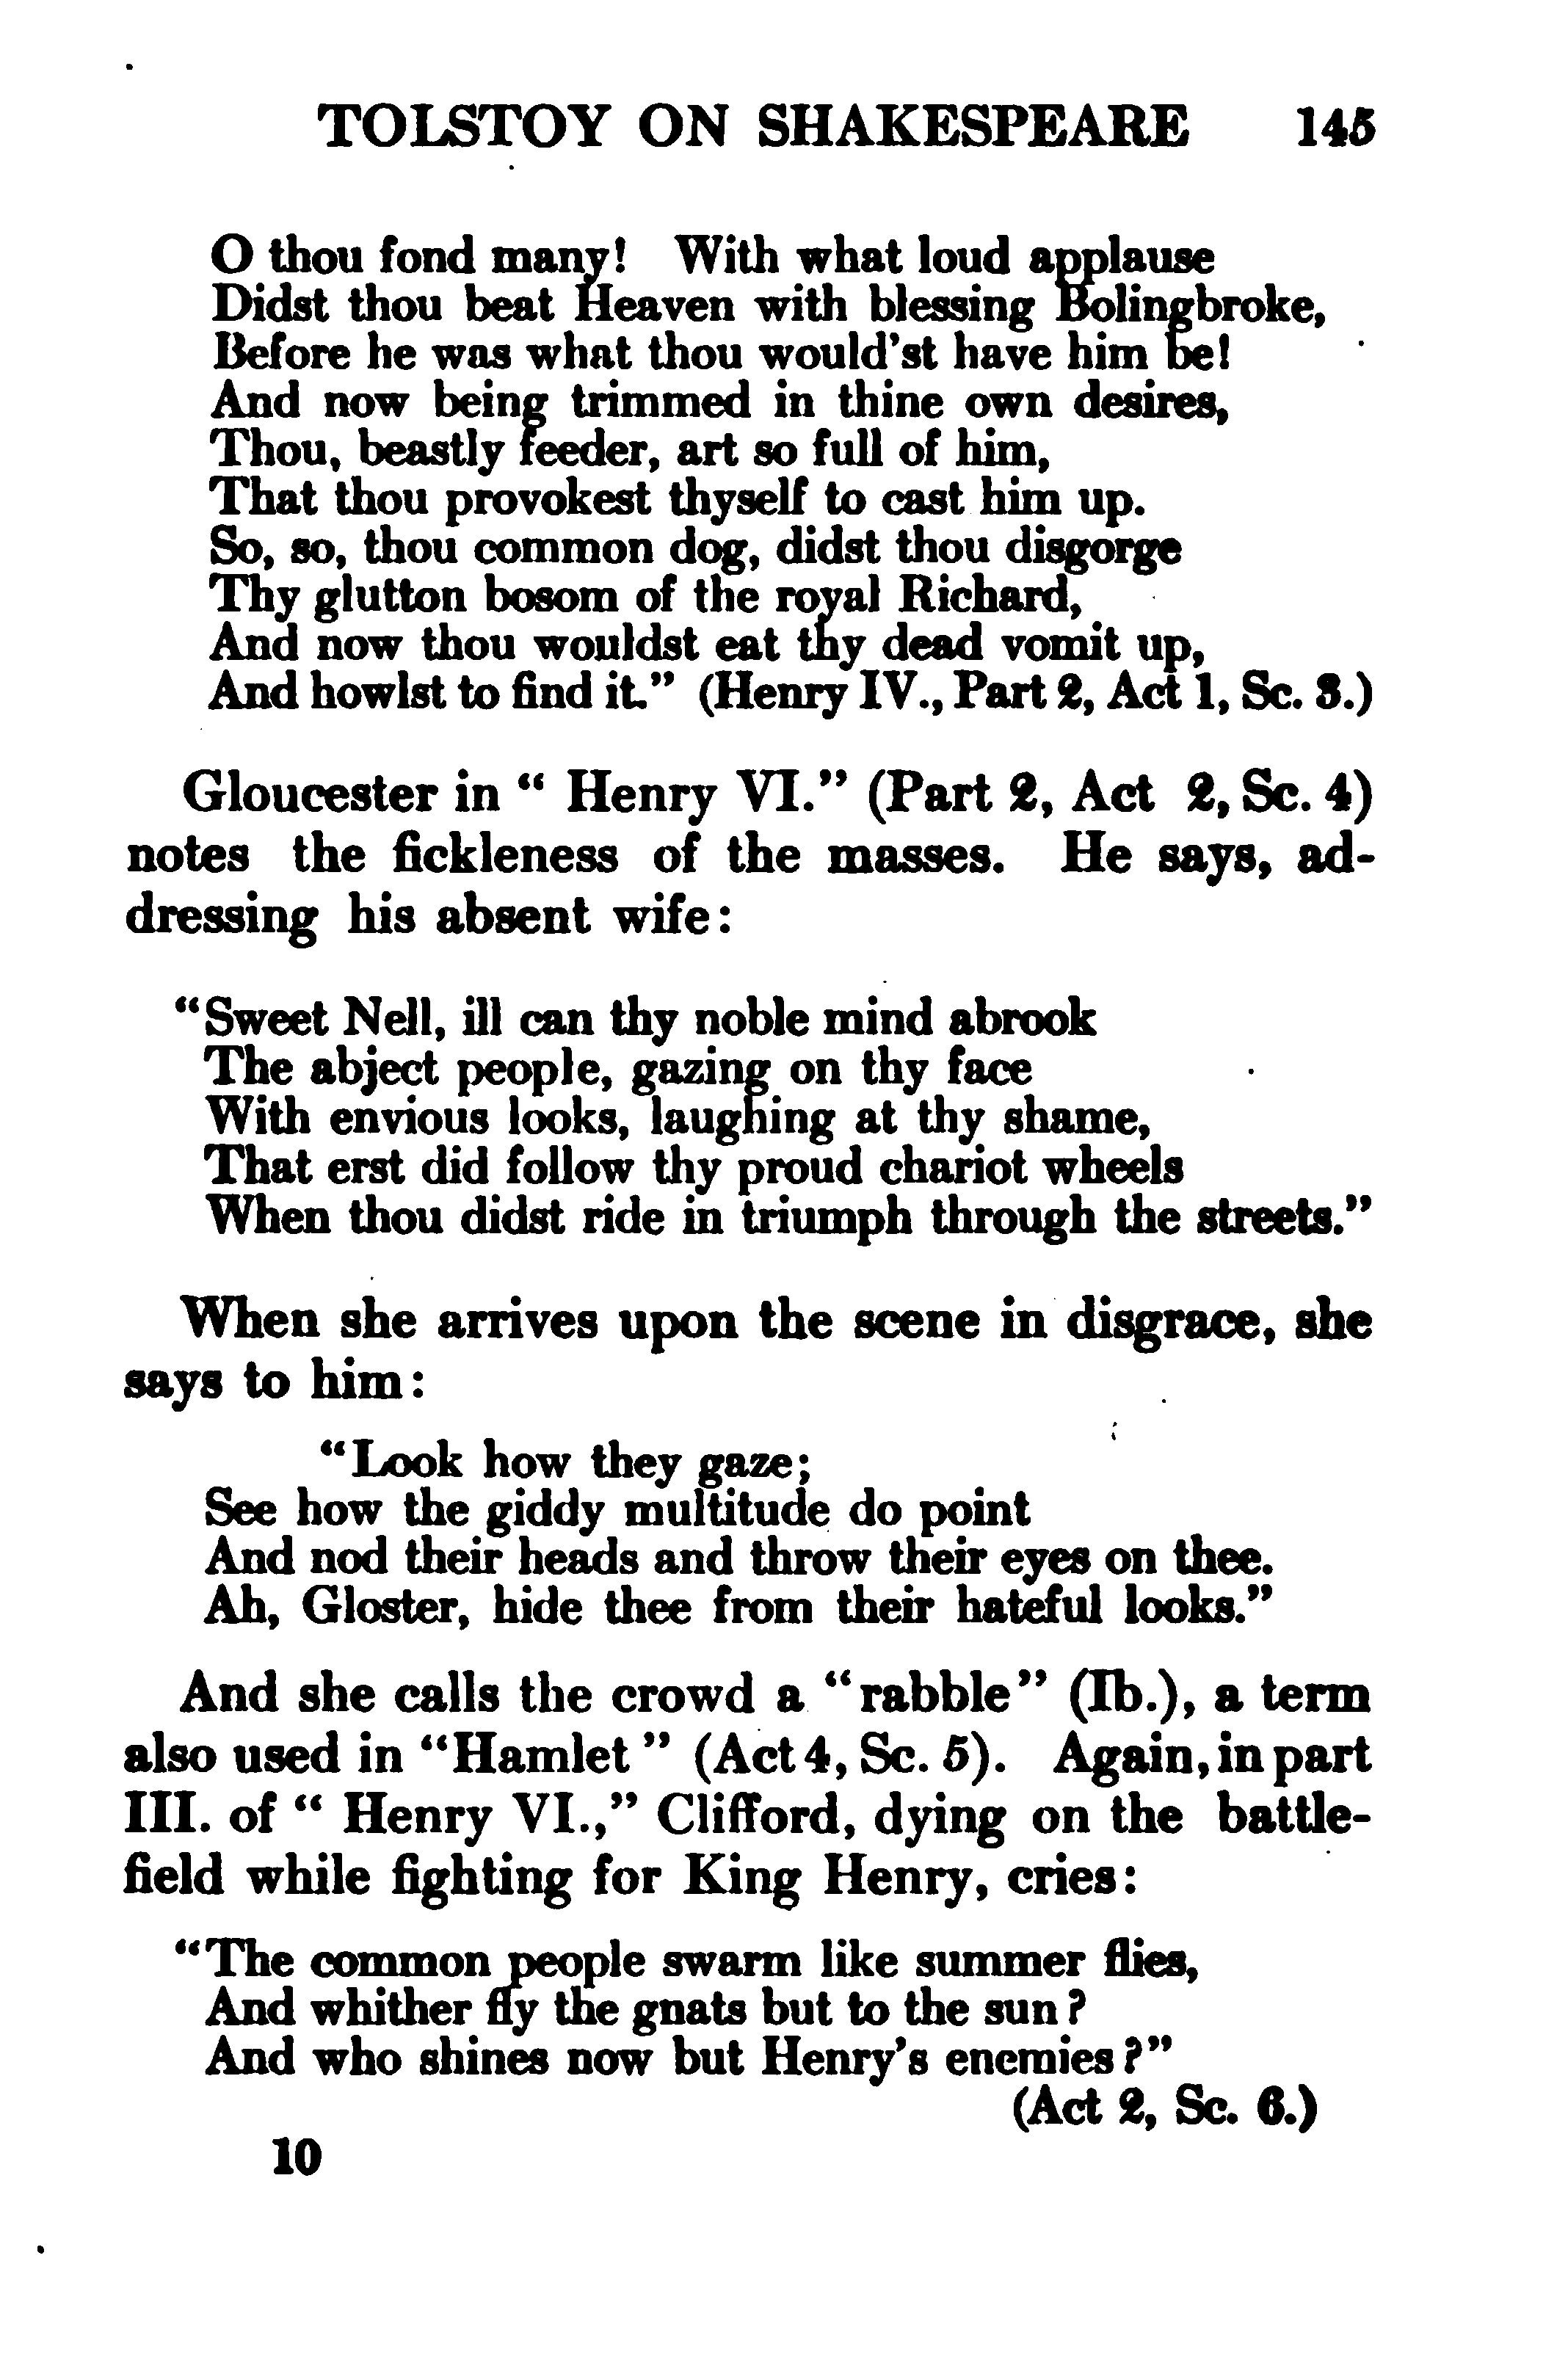 TOLSTOY ON SHAKESPEARE 145
O thou fond many! With what loud applause
Didst thou beat Heaven with blessing Bolingbroke,
Before he was what thou would'st have him be!
And now being trimmed in thine own desires,
Thou, beastly feeder, art so full of him,
That thou provokest thyself to cast him up.
So, so, thou common dog, didst thou disgorge
Thy glutton bosom of the royal Richard,
And now thou wouldst eat thy dead vomit up,
And howlst to find it." (Henry IV., Part 2, Act 1, Sc. 3.)
Gloucester in " Henry VI." (Part 2, Act 2, Sc. 4)
notes the fickleness of the masses. He says, ad-
dressing his absent wife:
"Sweet Nell, ill can thy noble mind abrook
The abject people, gazing on thy face
With envious looks, laughing at thy shame,
That erst did follow thy proud chariot wheels
When thou didst ride in triumph through the streets."
When she arrives upon the scene in disgrace, she
says to him:
"Look how they gaze;
See how the giddy multitude do point
And nod their heads and throw their eyes on thee.
Ah, Gloster, hide thee from their hateful looks."
And she calls the crowd a "rabble" (Ib.), a term
also used in "Hamlet" (Act 4, Sc. 5). Again, in part
III. of " Henry VI.," Clifford, dying on the battle-
field while fighting for King Henry, cries:
"The common people swarm like summer flies,
And whither fly the gnats but to the sun?
And who shines now but Henry's enemies?"
(Act 2, Sc. 6.)
10